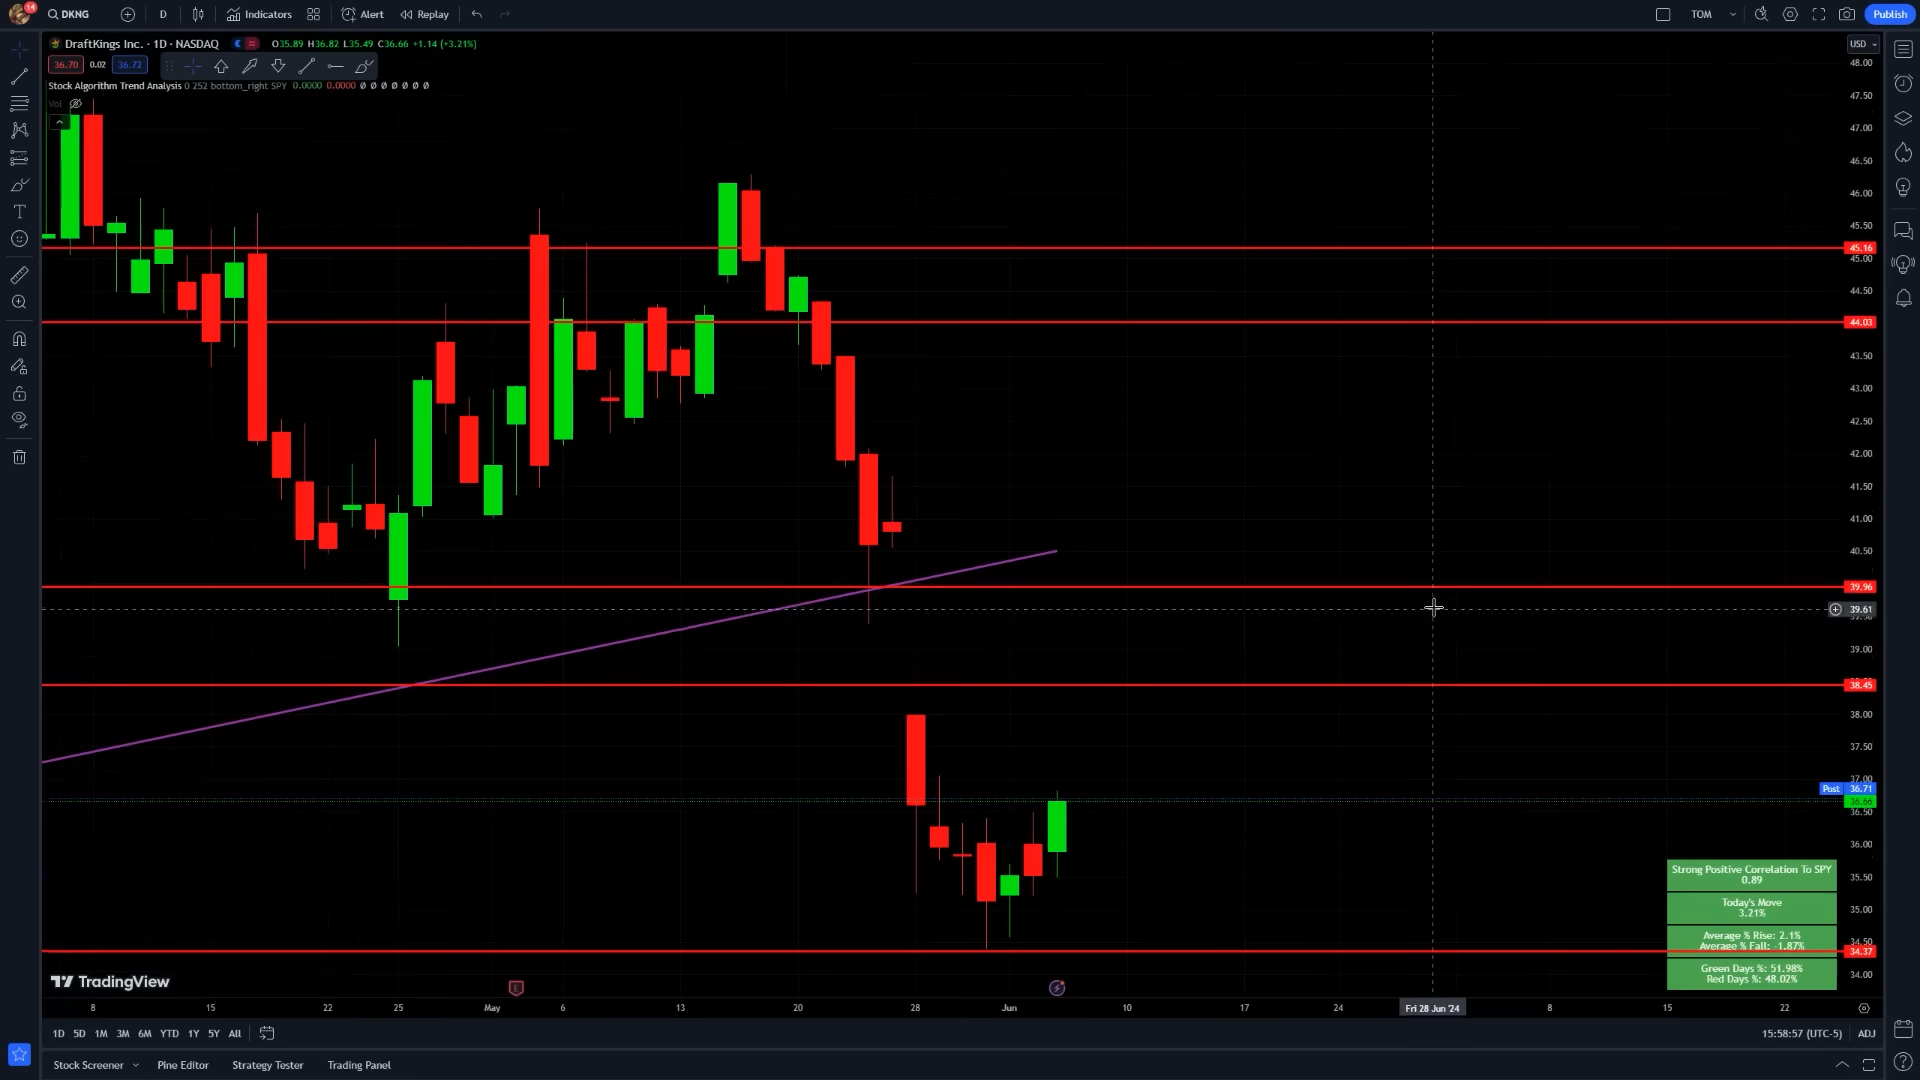 14
DKNG
D
Indicators
Alert
Replay
TOM
Publish
DraftKings Inc. · 1D · NASDAQ
O35.89 H36.82 L35.49 C36.66 +1.14 (+3.21%)
36.70 0.02 36.72
Stock Algorithm Trend Analysis 0 252 bottom_right SPY 0.0000 0.0000 ø ø ø ø ø ø ø
Vol
USD
48.00
47.50
47.00
46.50
46.00
45.50
45.16
45.00
44.50
44.03
43.50
43.00
42.50
42.00
41.50
41.00
40.50
39.96
39.61
39.00
38.45
38.00
37.50
37.00
Post 36.71
36.66
36.50
36.00
35.50
35.00
34.50
34.37
34.00
Strong Positive Correlation To SPY
0.89
Today's Move
3.21%
Average % Rise: 2.1%
Average % Fall: -1.87%
Green Days %: 51.98%
Red Days %: 48.02%
TradingView
E
8 15 22 25 May 6 13 20 28 Jun 10 17 24 Fri 28 Jun '24 8 15 22
1D 5D 1M 3M 6M YTD 1Y 5Y All
15:58:57 (UTC-5) ADJ
Stock Screener Pine Editor Strategy Tester Trading Panel